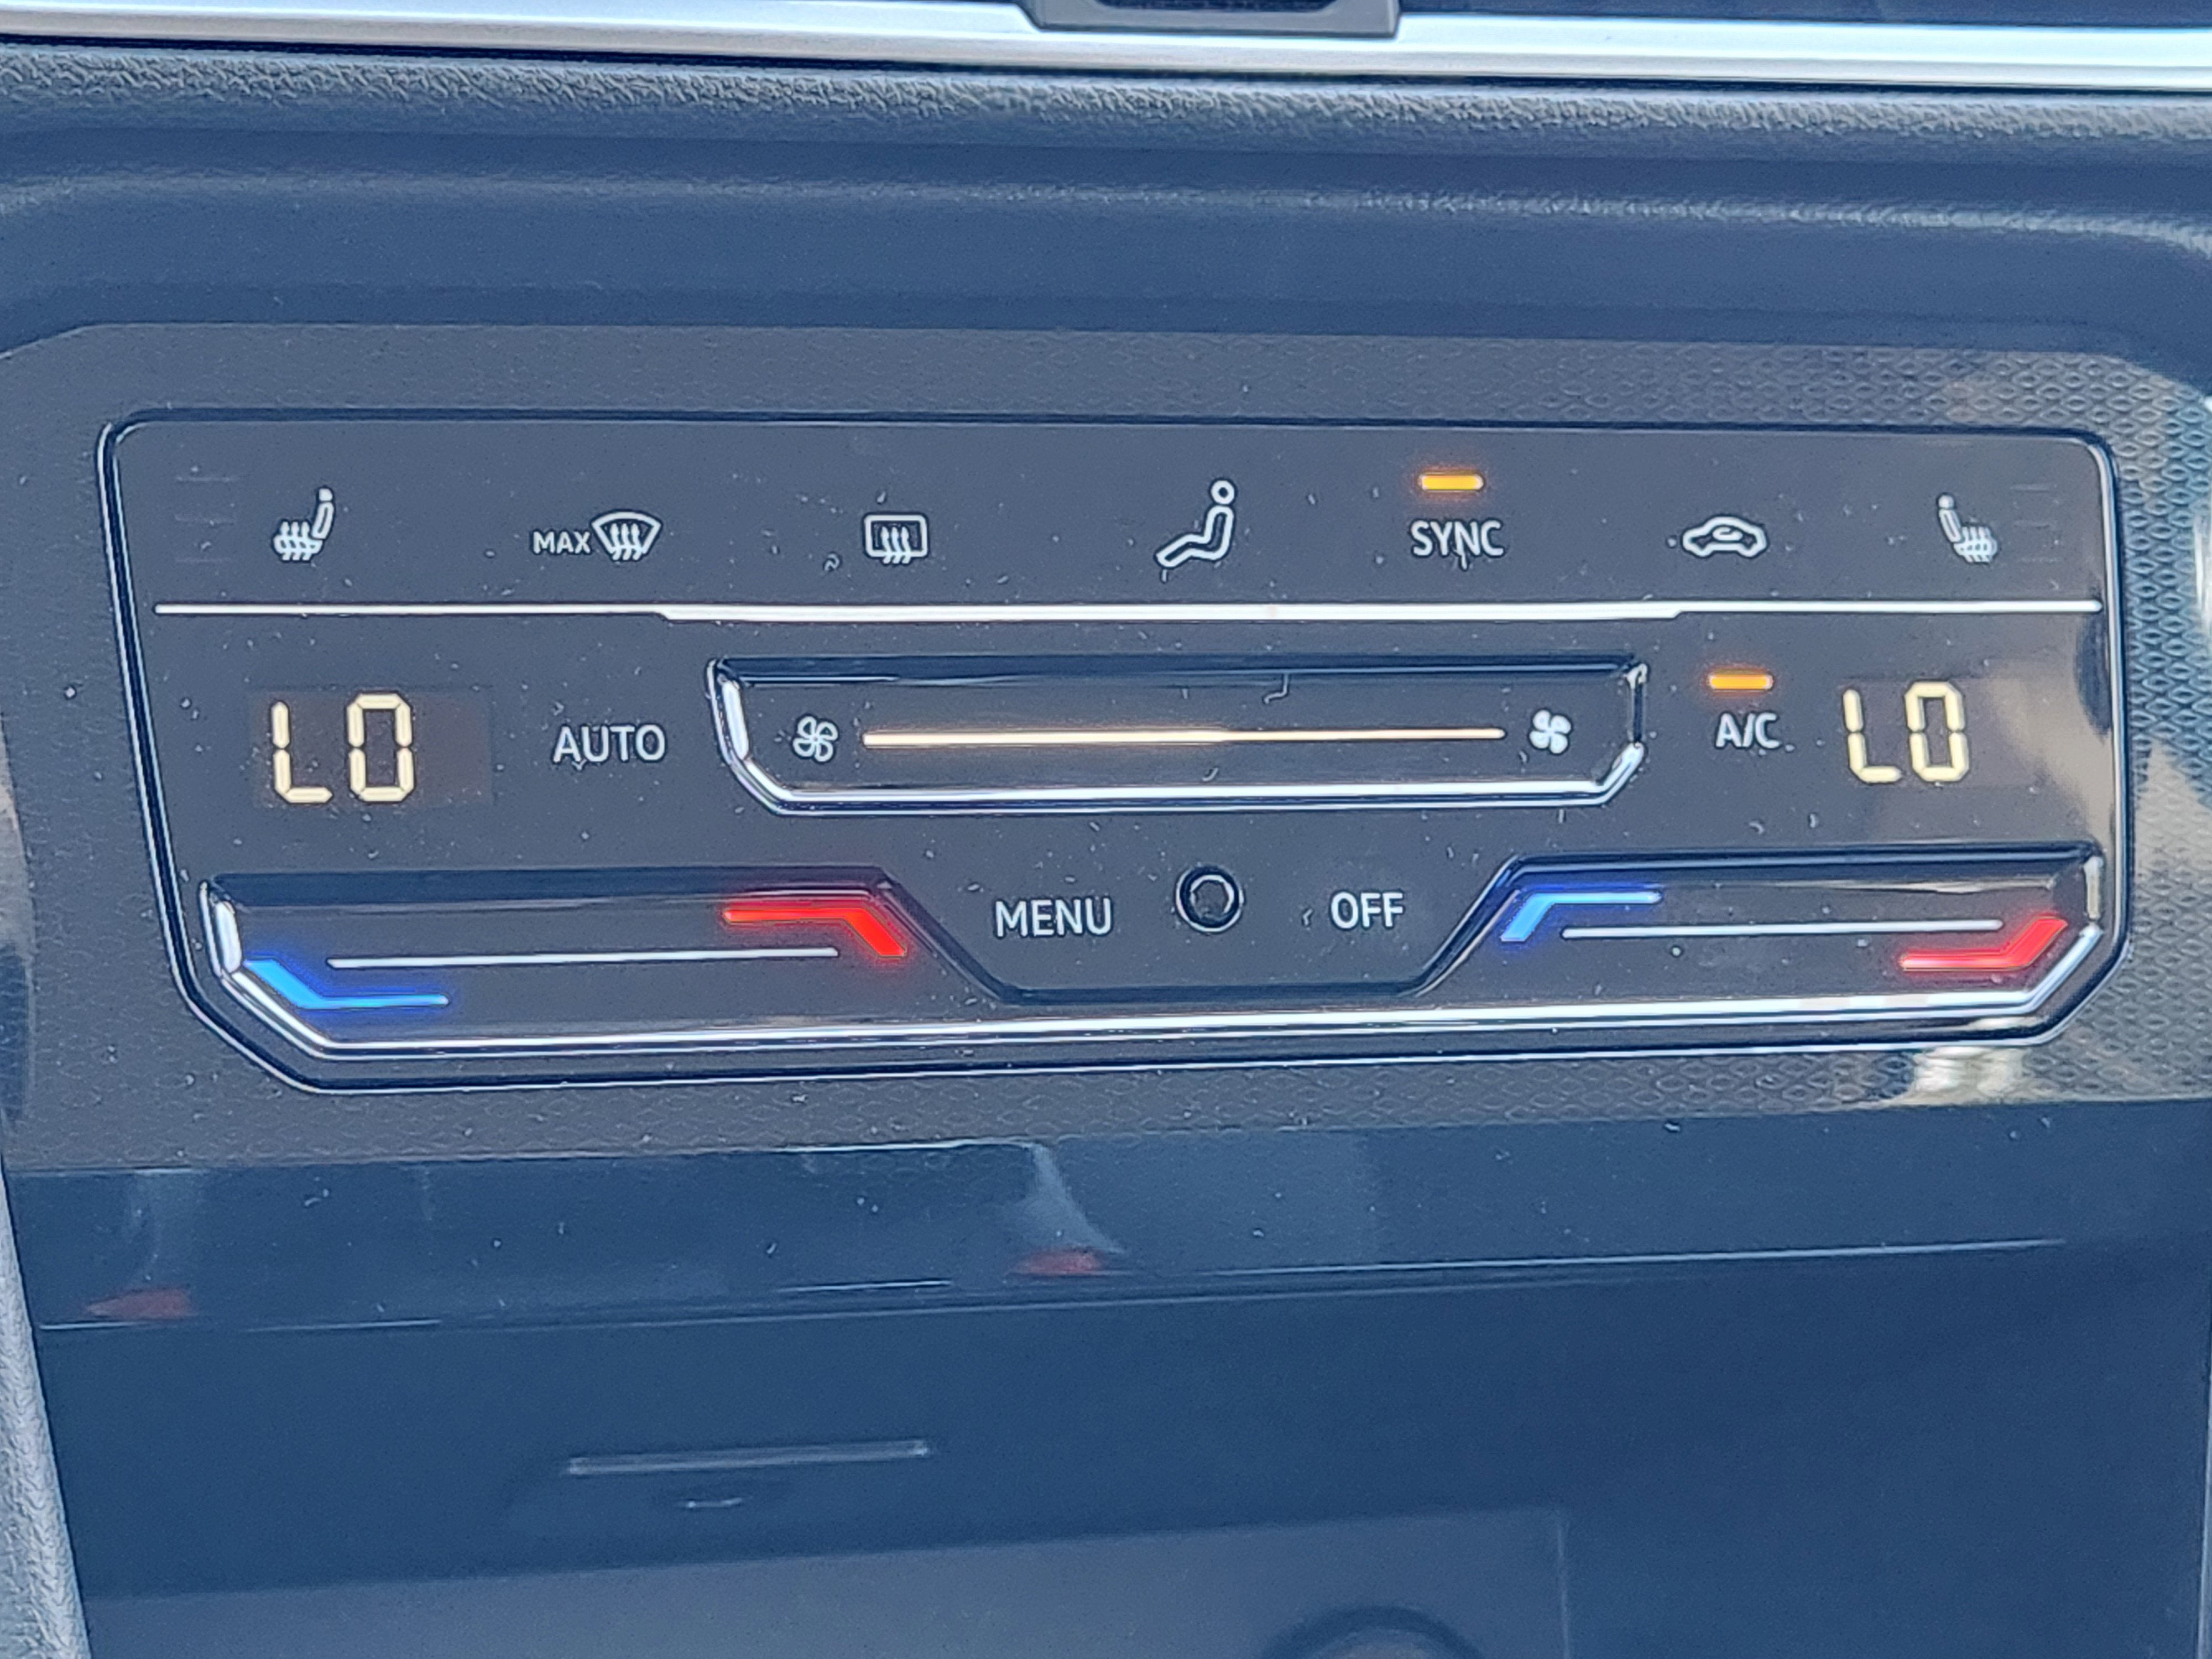 MAX
SYNC
LO AUTO A/C LO
MENU OFF